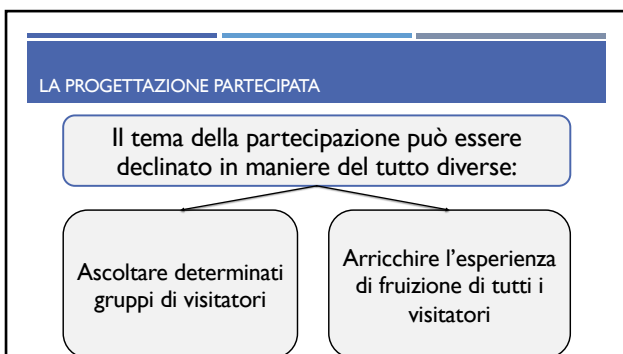 LA PROGETTAZIONE PARTECIPATA
Il tema della partecipazione può essere
declinato in maniere del tutto diverse:
Ascoltare determinati
gruppi di visitatori
Arricchire l’esperienza
di fruizione di tutti i
visitatori